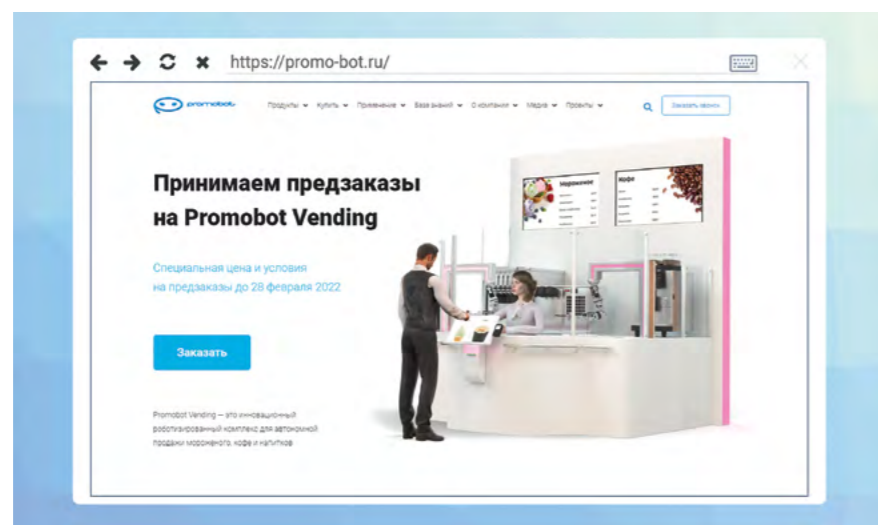 https://promo-bot.ru/
promobot
Продукты Купить Применение База знаний О компании Медиа Проекты Заказать звонок
Принимаем предзаказы
на Promobot Vending
Мороженое
Кофе
Специальная цена и условия
на предзаказы до 28 февраля 2022
Заказать
Promobot Vending — это инновационный
роботизированный комплекс для автономной
продажи мороженого, кофе и напитков